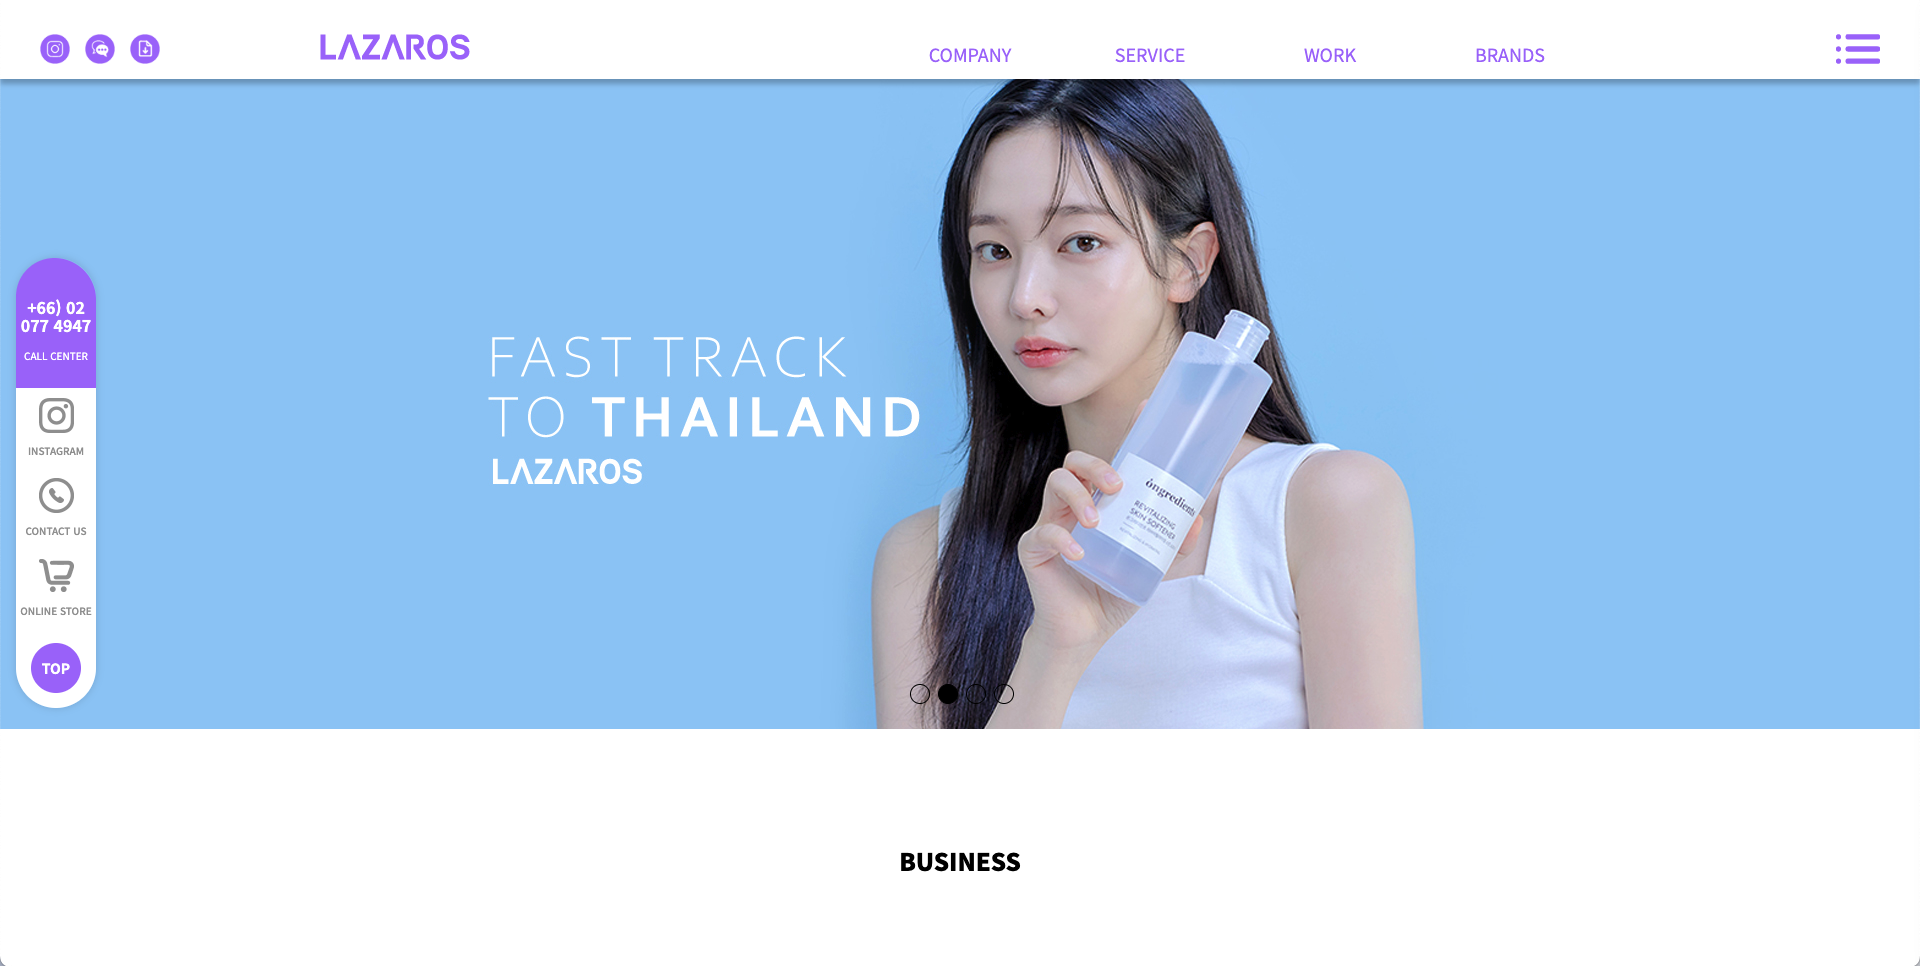 LAZAROS
COMPANY
SERVICE
WORK
BRANDS
+66) 02
077 4947
CALL CENTER
INSTAGRAM
CONTACT US
ONLINE STORE
TOP
FAST TRACK
TO THAILAND
LAZAROS
ongredients
REVITALIZING
SKIN SOFTENER
BUSINESS